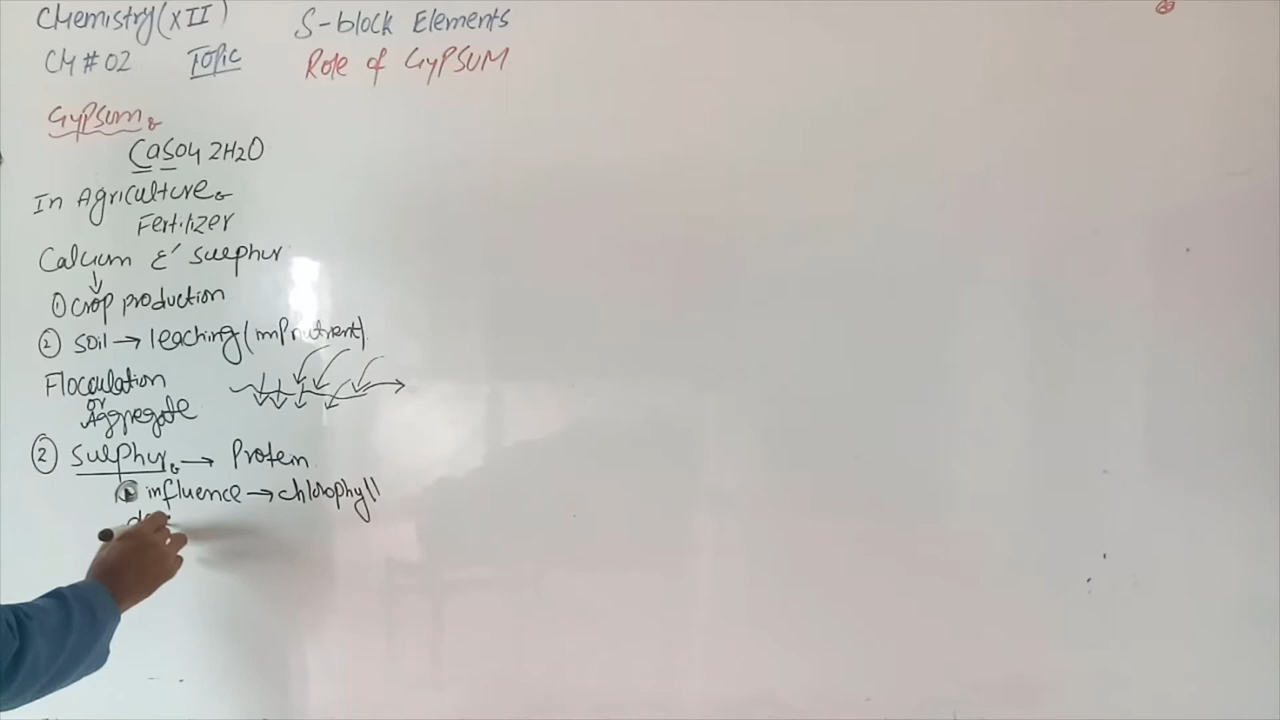 Chemistry(XII) S-block Elements
CH # 02 Topic Role of GYPSUM
Gypsum
CaSO4 2H2O
In Agriculture
Fertilizer
Calcium & Sulphur
① Crop production
② Soil → leaching (imp nutrient)
Flocculation
or
Aggregate
② Sulphur → Protein
influence → chlorophyll